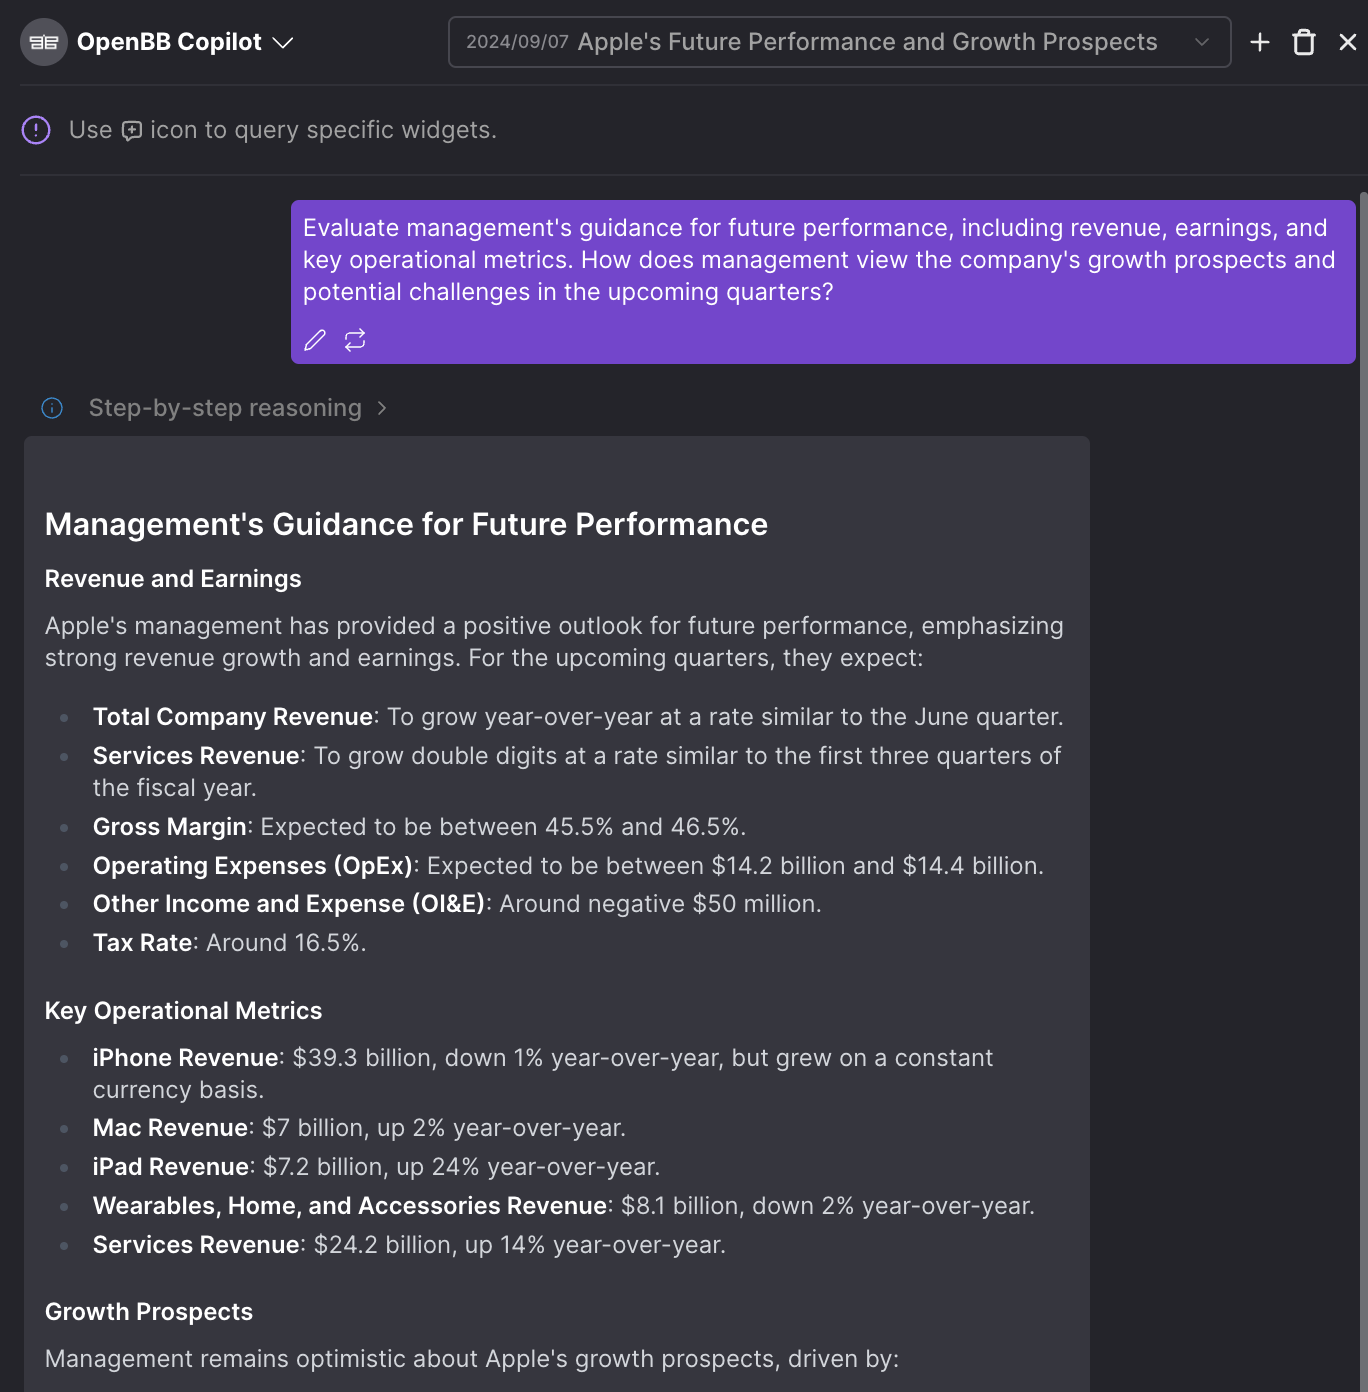 OpenBB Copilot
2024/09/07 Apple's Future Performance and Growth Prospects
Use icon to query specific widgets.
Evaluate management's guidance for future performance, including revenue, earnings, and
key operational metrics. How does management view the company's growth prospects and
potential challenges in the upcoming quarters?
Step-by-step reasoning
Management's Guidance for Future Performance
Revenue and Earnings
Apple's management has provided a positive outlook for future performance, emphasizing
strong revenue growth and earnings. For the upcoming quarters, they expect:
Total Company Revenue: To grow year-over-year at a rate similar to the June quarter.
Services Revenue: To grow double digits at a rate similar to the first three quarters of
the fiscal year.
Gross Margin: Expected to be between 45.5% and 46.5%.
Operating Expenses (OpEx): Expected to be between $14.2 billion and $14.4 billion.
Other Income and Expense (OI&E): Around negative $50 million.
Tax Rate: Around 16.5%.
Key Operational Metrics
iPhone Revenue: $39.3 billion, down 1% year-over-year, but grew on a constant
currency basis.
Mac Revenue: $7 billion, up 2% year-over-year.
iPad Revenue: $7.2 billion, up 24% year-over-year.
Wearables, Home, and Accessories Revenue: $8.1 billion, down 2% year-over-year.
Services Revenue: $24.2 billion, up 14% year-over-year.
Growth Prospects
Management remains optimistic about Apple's growth prospects, driven by: